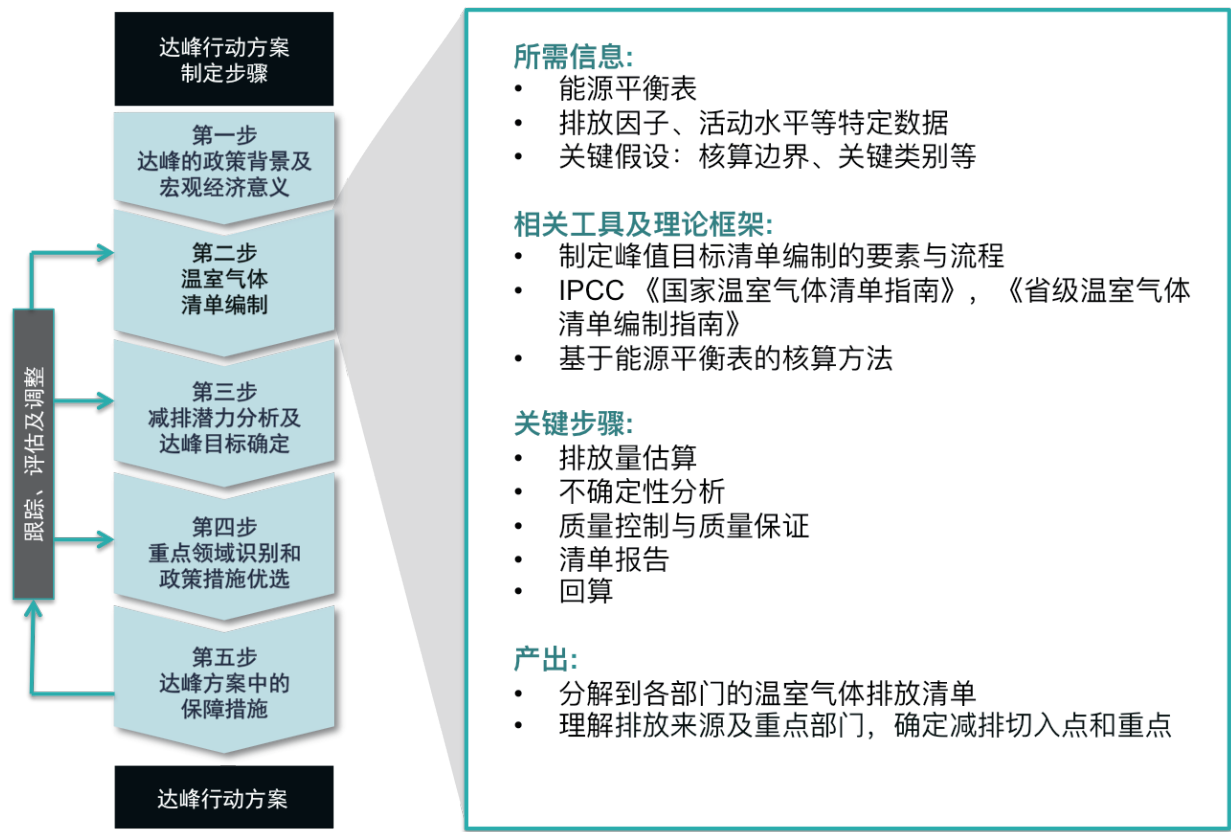 达峰行动方案
制定步骤
第一步
达峰的政策背景及
宏观经济意义
第二步
温室气体
清单编制
第三步
减排潜力分析及
达峰目标确定
第四步
重点领域识别和
政策措施优选
第五步
达峰方案中的
保障措施
达峰行动方案
跟踪、评估及调整
所需信息:
• 能源平衡表
• 排放因子、活动水平等特定数据
• 关键假设：核算边界、关键类别等
相关工具及理论框架:
• 制定峰值目标清单编制的要素与流程
• IPCC 《国家温室气体清单指南》，《省级温室气体
清单编制指南》
• 基于能源平衡表的核算方法
关键步骤:
• 排放量估算
• 不确定性分析
• 质量控制与质量保证
• 清单报告
• 回算
产出:
• 分解到各部门的温室气体排放清单
• 理解排放来源及重点部门，确定减排切入点和重点